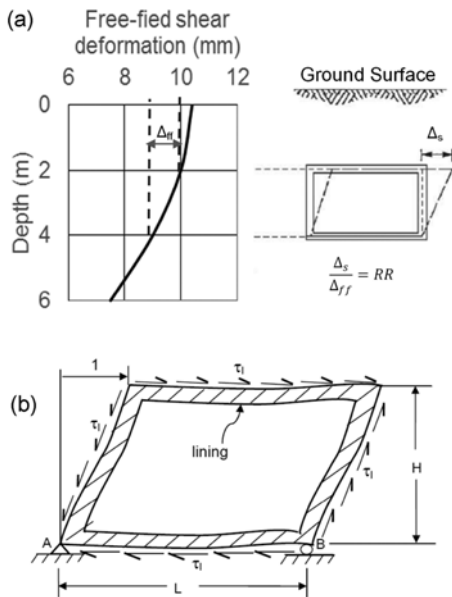 (a)
Free-fied shear
deformation (mm)
6 8 10 12
0
2
4
6
Depth (m)
Δff
Ground Surface
Δs
Δs/Δff = RR
(b)
1
τl
τl
lining
τl
H
A
B
τl
L